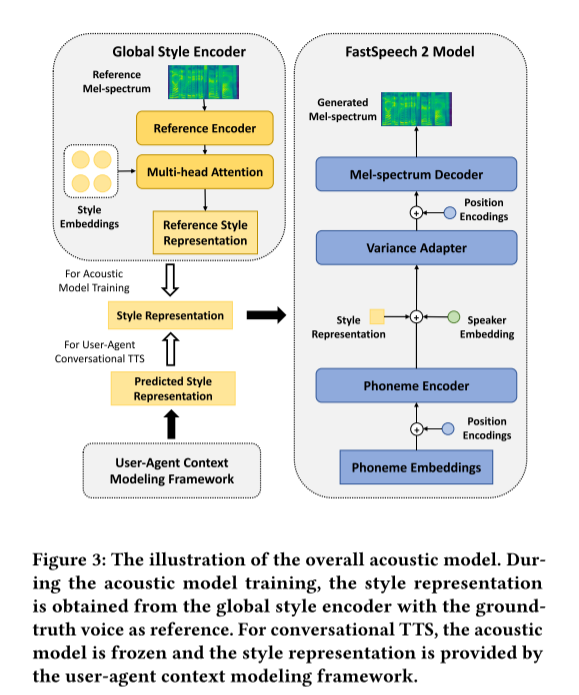 Global Style Encoder
Reference
Mel-spectrum
Reference Encoder
Multi-head Attention
Style
Embeddings
Reference Style
Representation
For Acoustic
Model Training
Style Representation
For User-Agent
Conversational TTS
Predicted Style
Representation
User-Agent Context
Modeling Framework
FastSpeech 2 Model
Generated
Mel-spectrum
Mel-spectrum Decoder
Position
Encodings
Variance Adapter
Style
Representation
Speaker
Embedding
Phoneme Encoder
Position
Encodings
Phoneme Embeddings
Figure 3: The illustration of the overall acoustic model. Dur-
ing the acoustic model training, the style representation
is obtained from the global style encoder with the ground-
truth voice as reference. For conversational TTS, the acoustic
model is frozen and the style representation is provided by
the user-agent context modeling framework.